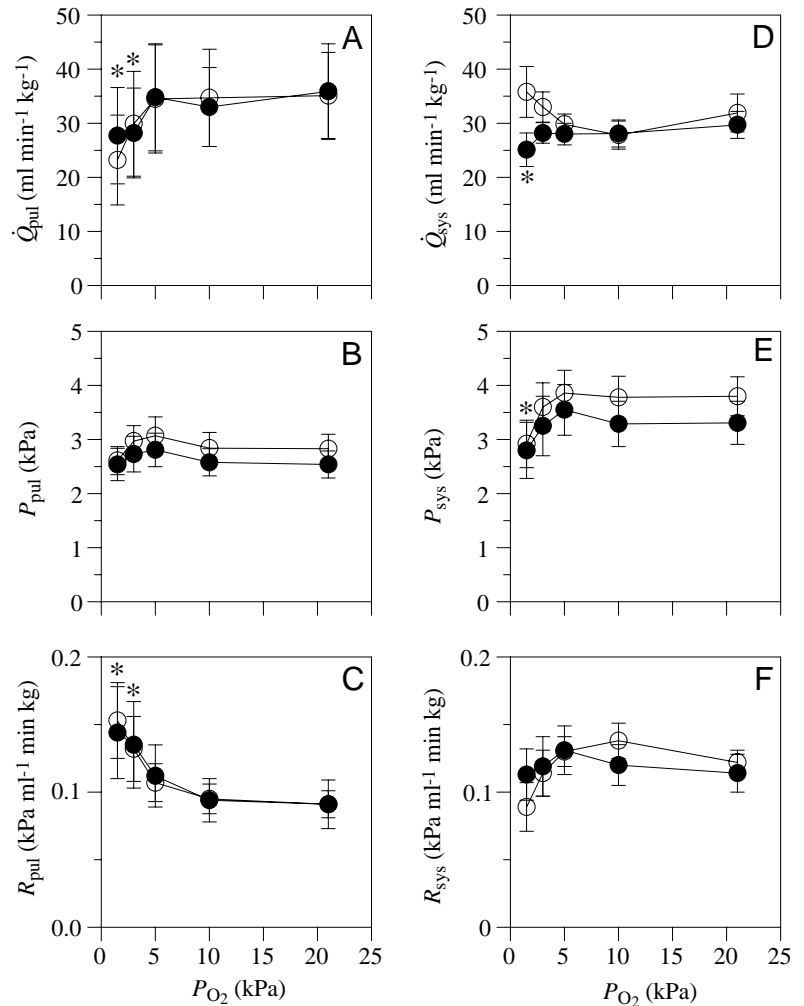 A
50
40
30
20
10
0
Q̇pul (ml min-1 kg-1)
* *
D
50
40
30
20
10
0
Q̇sys (ml min-1 kg-1)
*
B
5
4
3
2
1
0
Ppul (kPa)
E
5
4
3
2
1
0
Psys (kPa)
*
C
0.2
0.1
0.0
Rpul (kPa ml-1 min kg)
* *
0 5 10 15 20 25
PO2 (kPa)
F
0.2
0.1
0
Rsys (kPa ml-1 min kg)
0 5 10 15 20 25
PO2 (kPa)